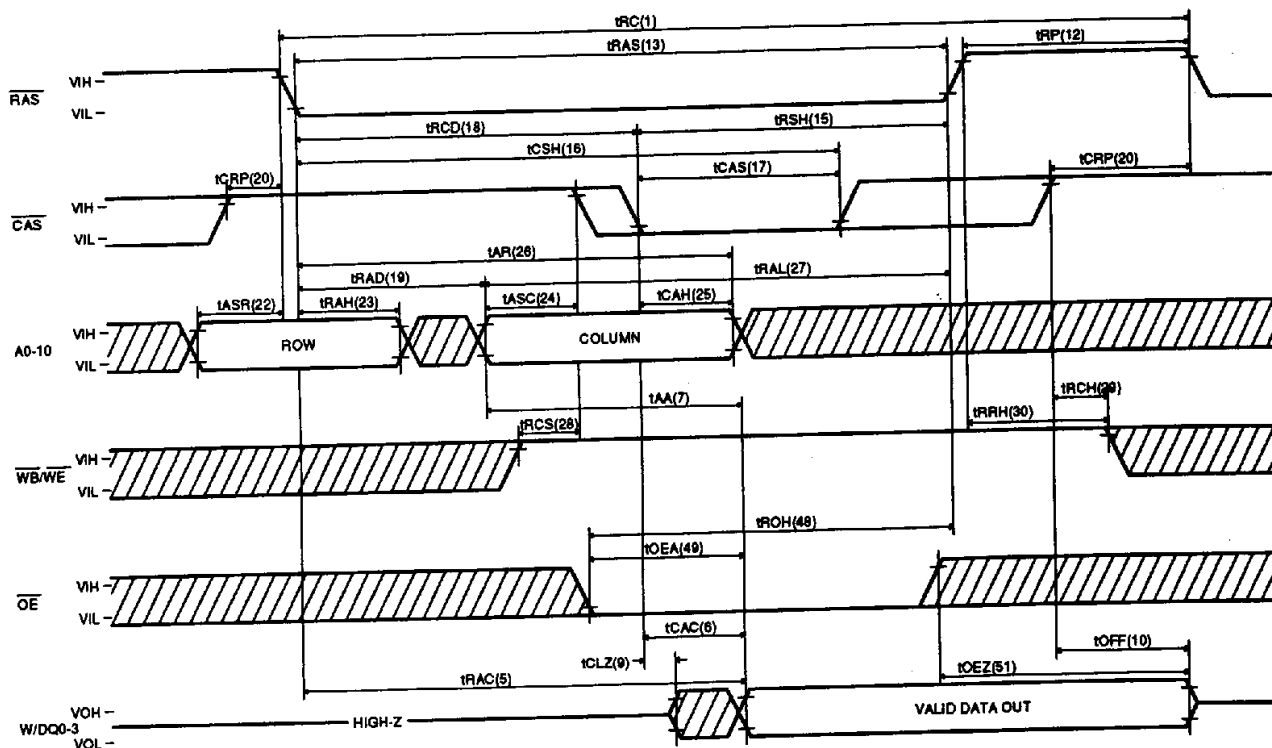 tRC(1)
tRAS(13)
tRP(12)
RAS
VIH
VIL
tRCD(18)
tRSH(15)
tCSH(16)
tCRP(20)
tCAS(17)
tCRP(20)
CAS
VIH
VIL
tAR(26)
tRAD(19)
tRAL(27)
tASR(22)
tRAH(23)
tASC(24)
tCAH(25)
A0-10
VIH
VIL
ROW
COLUMN
tAA(7)
tRCH(29)
tRCS(28)
tRRH(30)
WB/WE
VIH
VIL
tROH(48)
tOEA(49)
OE
VIH
VIL
tCAC(6)
tCLZ(9)
tOFF(10)
tRAC(5)
tOEZ(51)
W/DQ0-3
VOH
VOL
HIGH-Z
VALID DATA OUT